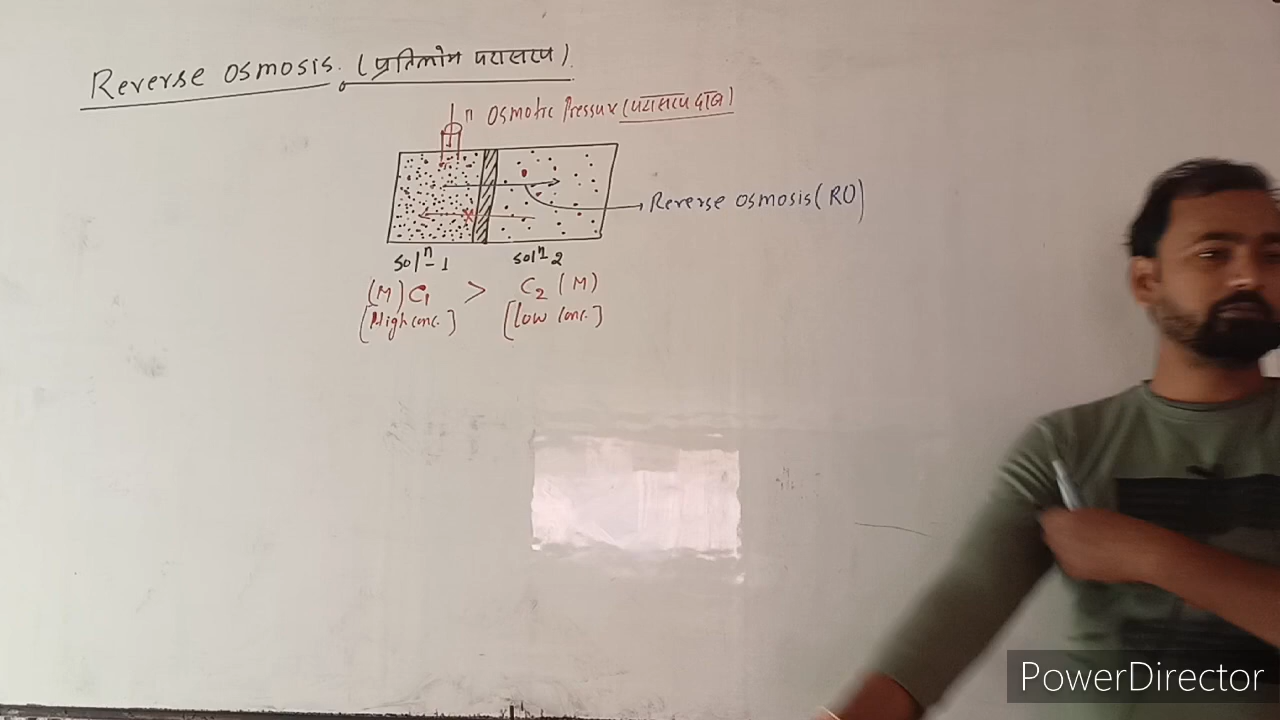 Reverse osmosis. (प्रतिलोम परासरण)
π Osmotic Pressure (परासरण दाब)
Reverse osmosis (RO)
solⁿ-1 solⁿ-2
(M) C₁ > C₂ (M)
[High conc.] [Low conc.]
PowerDirector